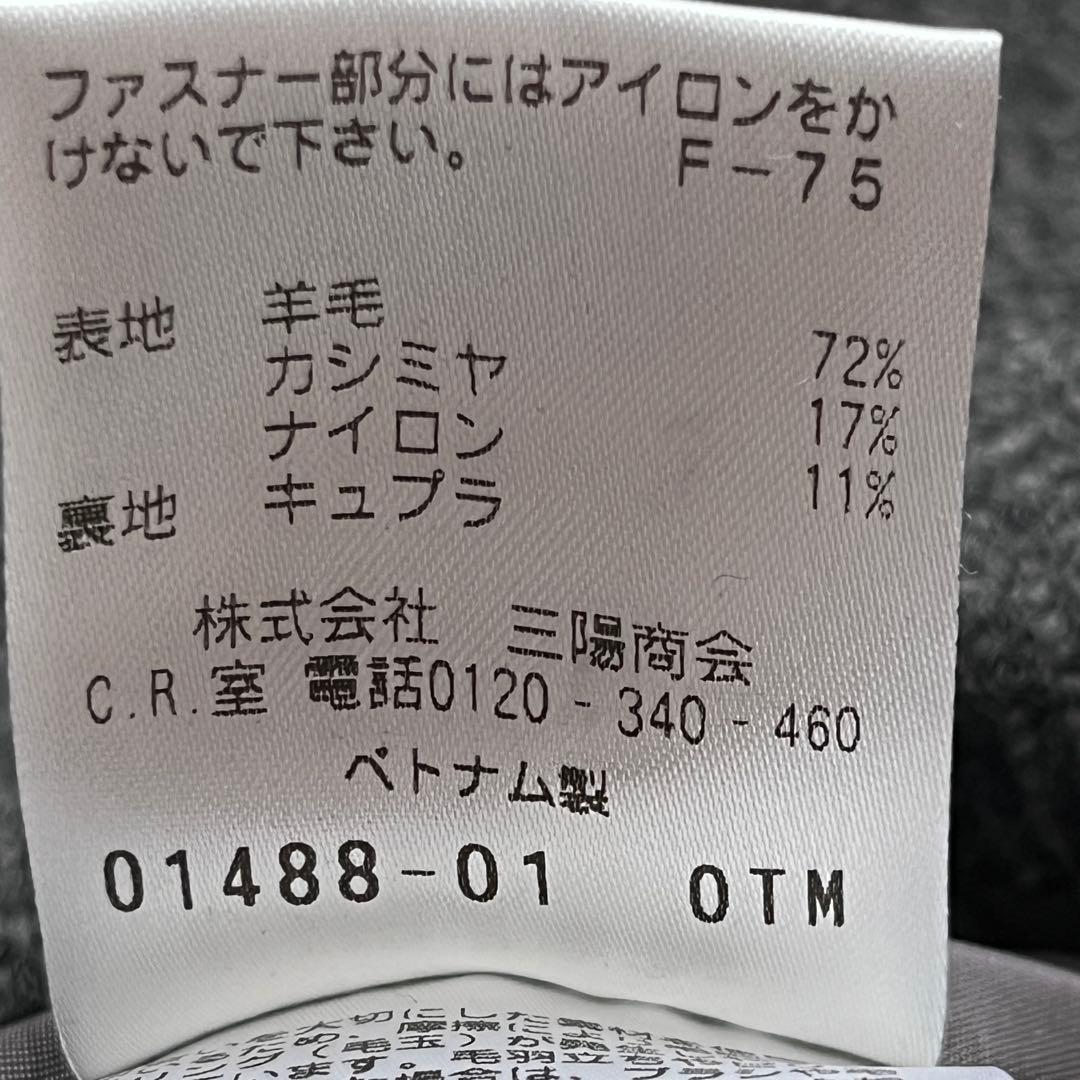 ファスナー部分にはアイロンをか
けないで下さい。 F-75
表地 羊毛 72%
カシミヤ 17%
ナイロン 11%
裏地 キュプラ
株式会社 三陽商会
C.R.室 電話0120-340-460
ベトナム製
01488-01 OTM